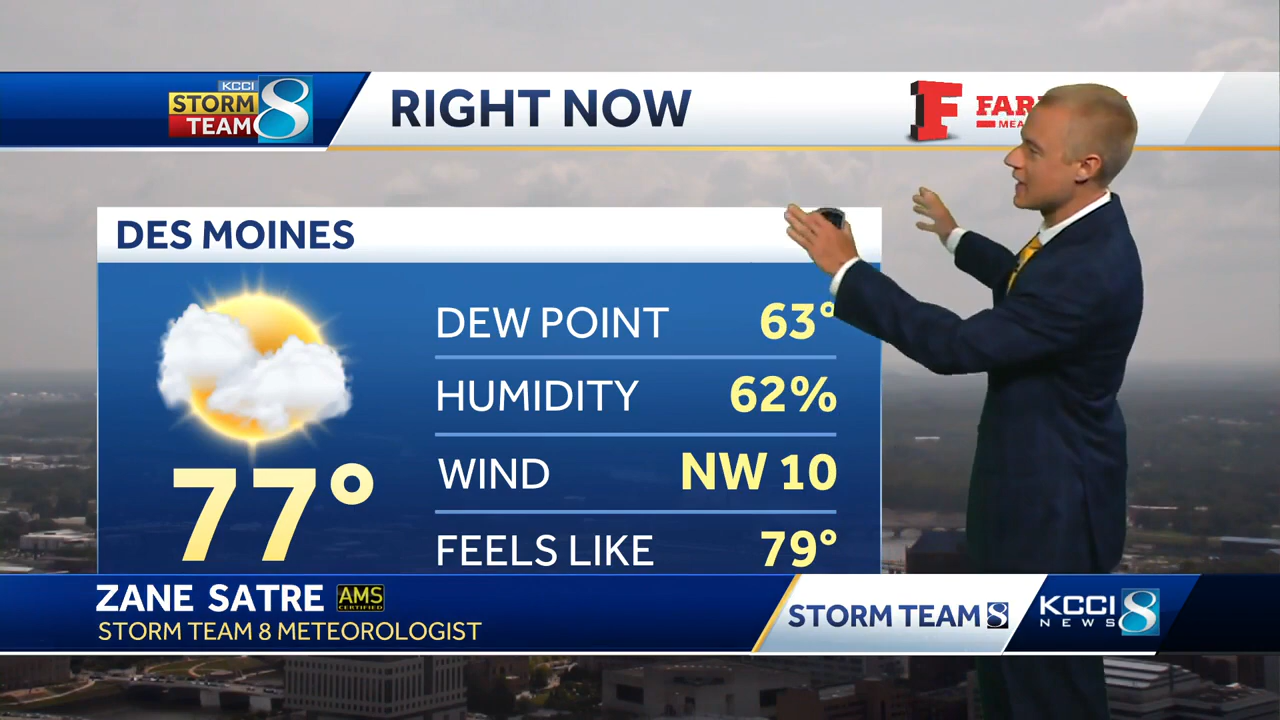 KCCI
STORM
TEAM
8
RIGHT NOW
F
DES MOINES
77°
DEW POINT 63°
HUMIDITY 62%
WIND NW 10
FEELS LIKE 79°
ZANE SATRE AMS CERTIFIED
STORM TEAM 8 METEOROLOGIST
STORM TEAM 8
KCCI 8
NEWS